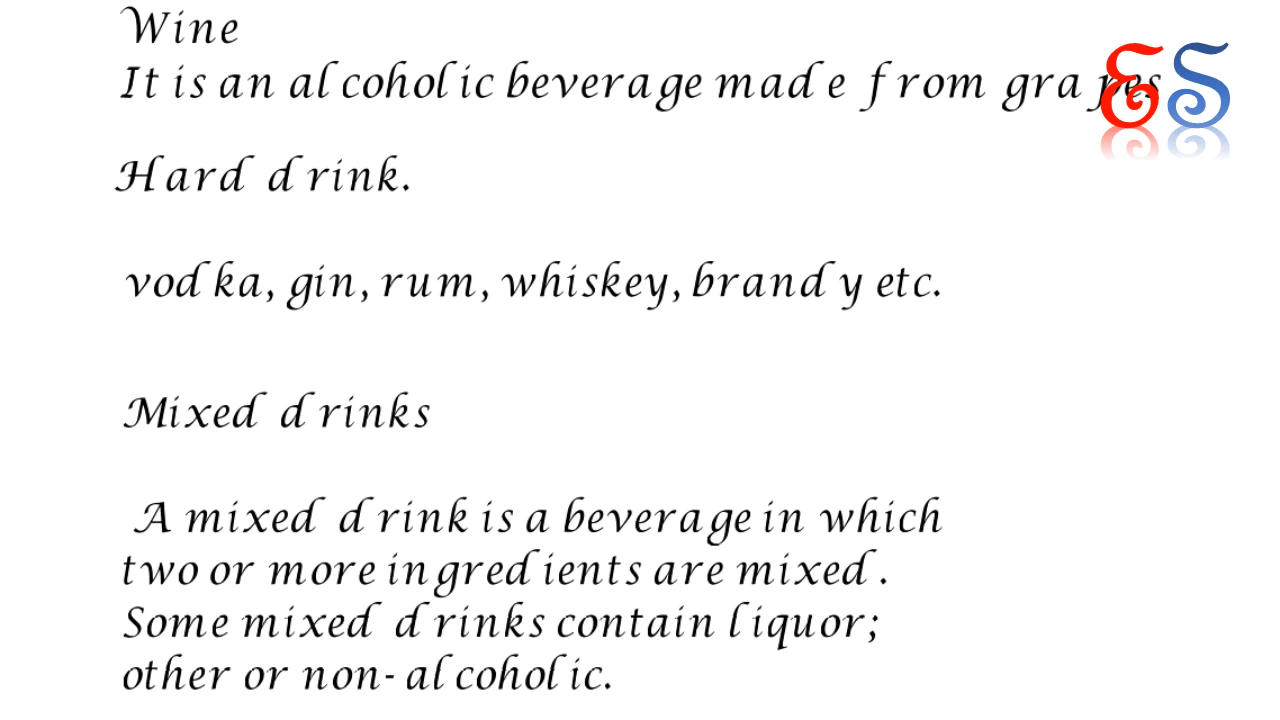 Wine
It is an alcoholic beverage made from grapes
ES
Hard drink.
vodka, gin, rum, whiskey, brandy etc.
Mixed drinks
A mixed drink is a beverage in which
two or more ingredients are mixed.
Some mixed drinks contain liquor;
other or non-alcoholic.